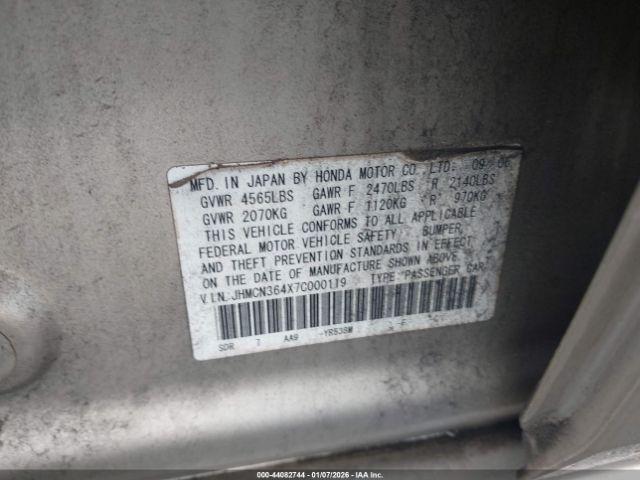 MFD. IN JAPAN BY HONDA MOTOR CO., LTD. 09/06
GVWR 4565LBS GAWR F 2470LBS R 2140LBS
GVWR 2070KG GAWR F 1120KG R 970KG
THIS VEHICLE CONFORMS TO ALL APPLICABLE
FEDERAL MOTOR VEHICLE SAFETY, BUMPER,
AND THEFT PREVENTION STANDARDS IN EFFECT
ON THE DATE OF MANUFACTURE SHOWN ABOVE.
V.I.N.:JHMCN364X7C000119 TYPE: PASSENGER CAR
SDR 7 AA9 -YR538M -F
000-44082744 | 01/07/2026 | IAA Inc.